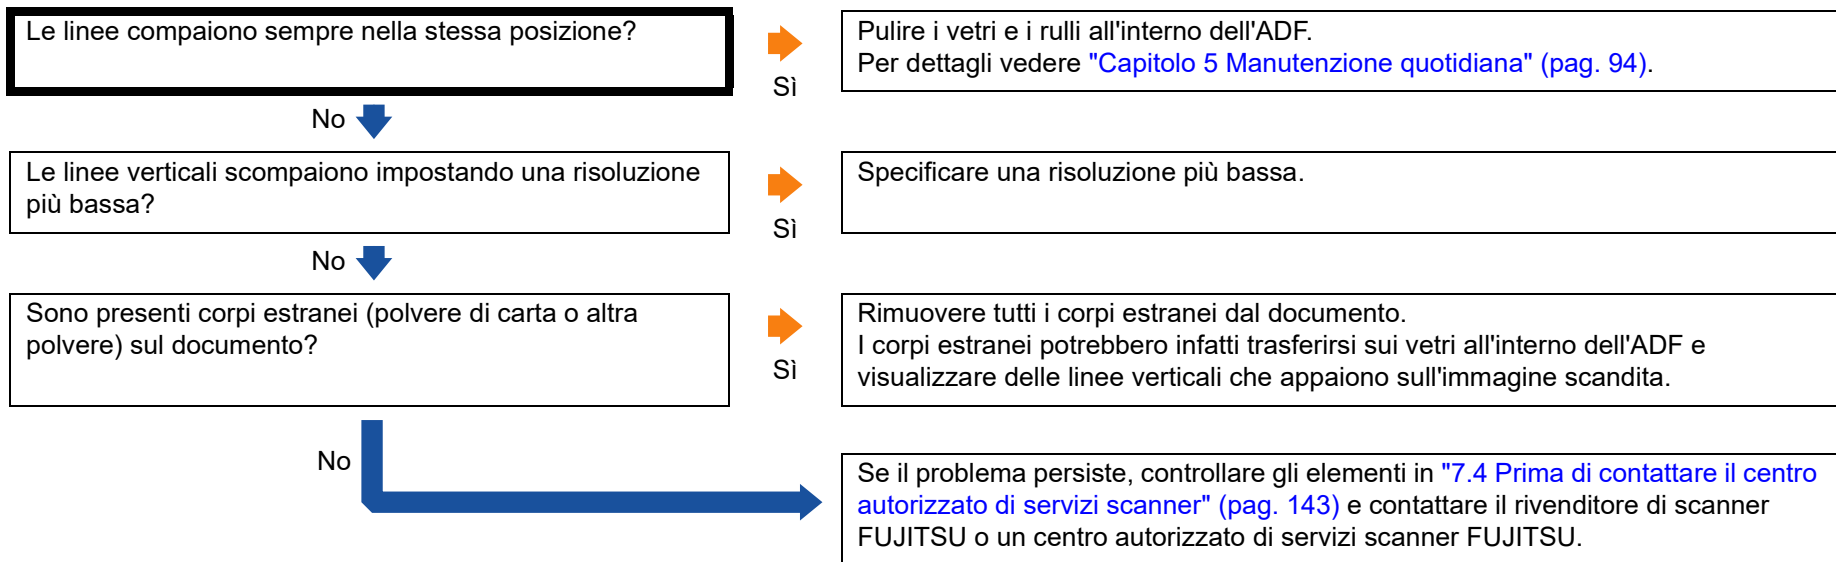 Le linee compaiono sempre nella stessa posizione?
Sì
Pulire i vetri e i rulli all'interno dell'ADF.
Per dettagli vedere "Capitolo 5 Manutenzione quotidiana" (pag. 94).
No
Le linee verticali scompaiono impostando una risoluzione
più bassa?
Sì
Specificare una risoluzione più bassa.
No
Sono presenti corpi estranei (polvere di carta o altra
polvere) sul documento?
Sì
Rimuovere tutti i corpi estranei dal documento.
I corpi estranei potrebbero infatti trasferirsi sui vetri all'interno dell'ADF e
visualizzare delle linee verticali che appaiono sull'immagine scandita.
No
Se il problema persiste, controllare gli elementi in "7.4 Prima di contattare il centro
autorizzato di servizi scanner" (pag. 143) e contattare il rivenditore di scanner
FUJITSU o un centro autorizzato di servizi scanner FUJITSU.